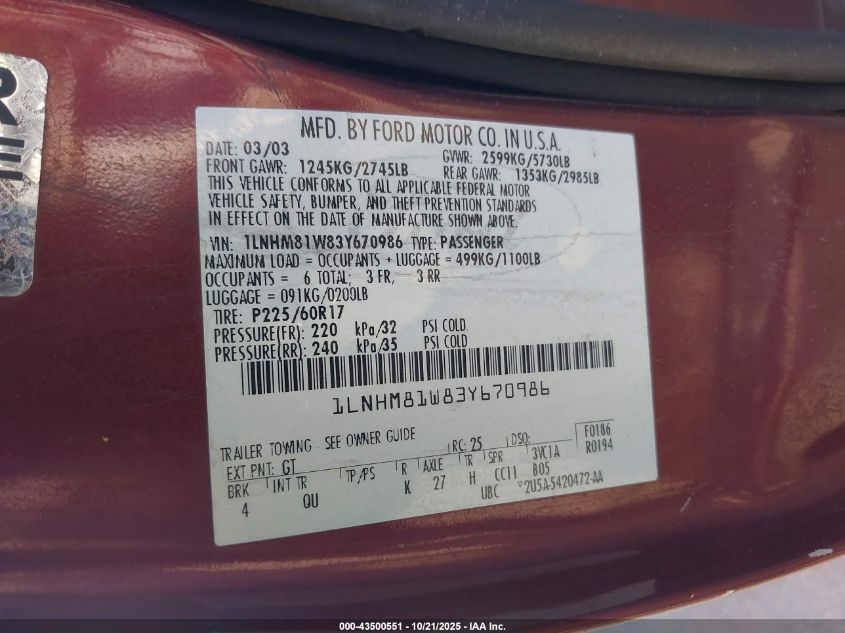 R
MFD. BY FORD MOTOR CO. IN U.S.A.
DATE: 03/03 GVWR: 2599KG/5730LB
FRONT GAWR: 1245KG/2745LB REAR GAWR: 1353KG/2985LB
THIS VEHICLE CONFORMS TO ALL APPLICABLE FEDERAL MOTOR
VEHICLE SAFETY, BUMPER, AND THEFT PREVENTION STANDARDS
IN EFFECT ON THE DATE OF MANUFACTURE SHOWN ABOVE.
VIN: 1LNHM81W83Y670986 TYPE: PASSENGER
MAXIMUM LOAD = OCCUPANTS + LUGGAGE = 499KG/1100LB
OCCUPANTS = 6 TOTAL; 3 FR, 3 RR
LUGGAGE = 091KG/0200LB
TIRE: P225/60R17
PRESSURE(FR): 220 kPa/32 PSI COLD
PRESSURE(RR): 240 kPa/35 PSI COLD
1LNHM81W83Y670986
F0186
TRAILER TOWING - SEE OWNER GUIDE RC: 25 DSO: R0194
EXT PNT: GT 3VC1A
BRK INT TR TP/PS R AXLE TR SPR B05
4 QU K 27 H CC11
UBC 2U5A-5420472-AA
000-43500551 - 10/21/2025 - IAA Inc.